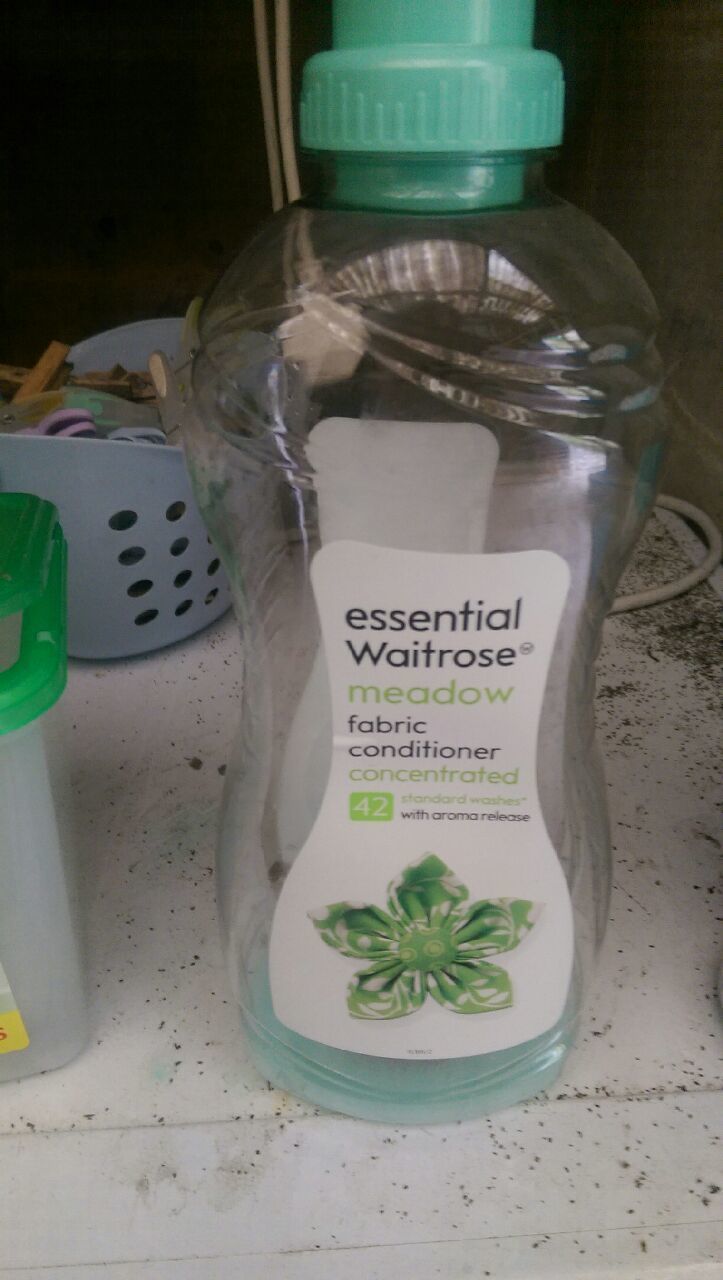 essential
Waitrose
meadow
fabric
conditioner
concentrated
42 standard washes*
with aroma release
s